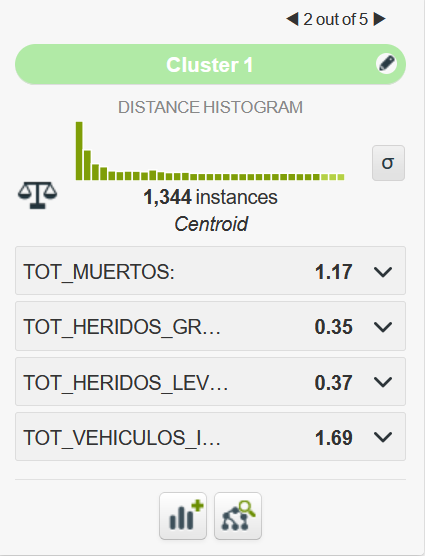 ◀ 2 out of 5 ▶
Cluster 1
DISTANCE HISTOGRAM
σ
1,344 instances
Centroid
TOT_MUERTOS: 1.17
TOT_HERIDOS_GR... 0.35
TOT_HERIDOS_LEV... 0.37
TOT_VEHICULOS_I... 1.69